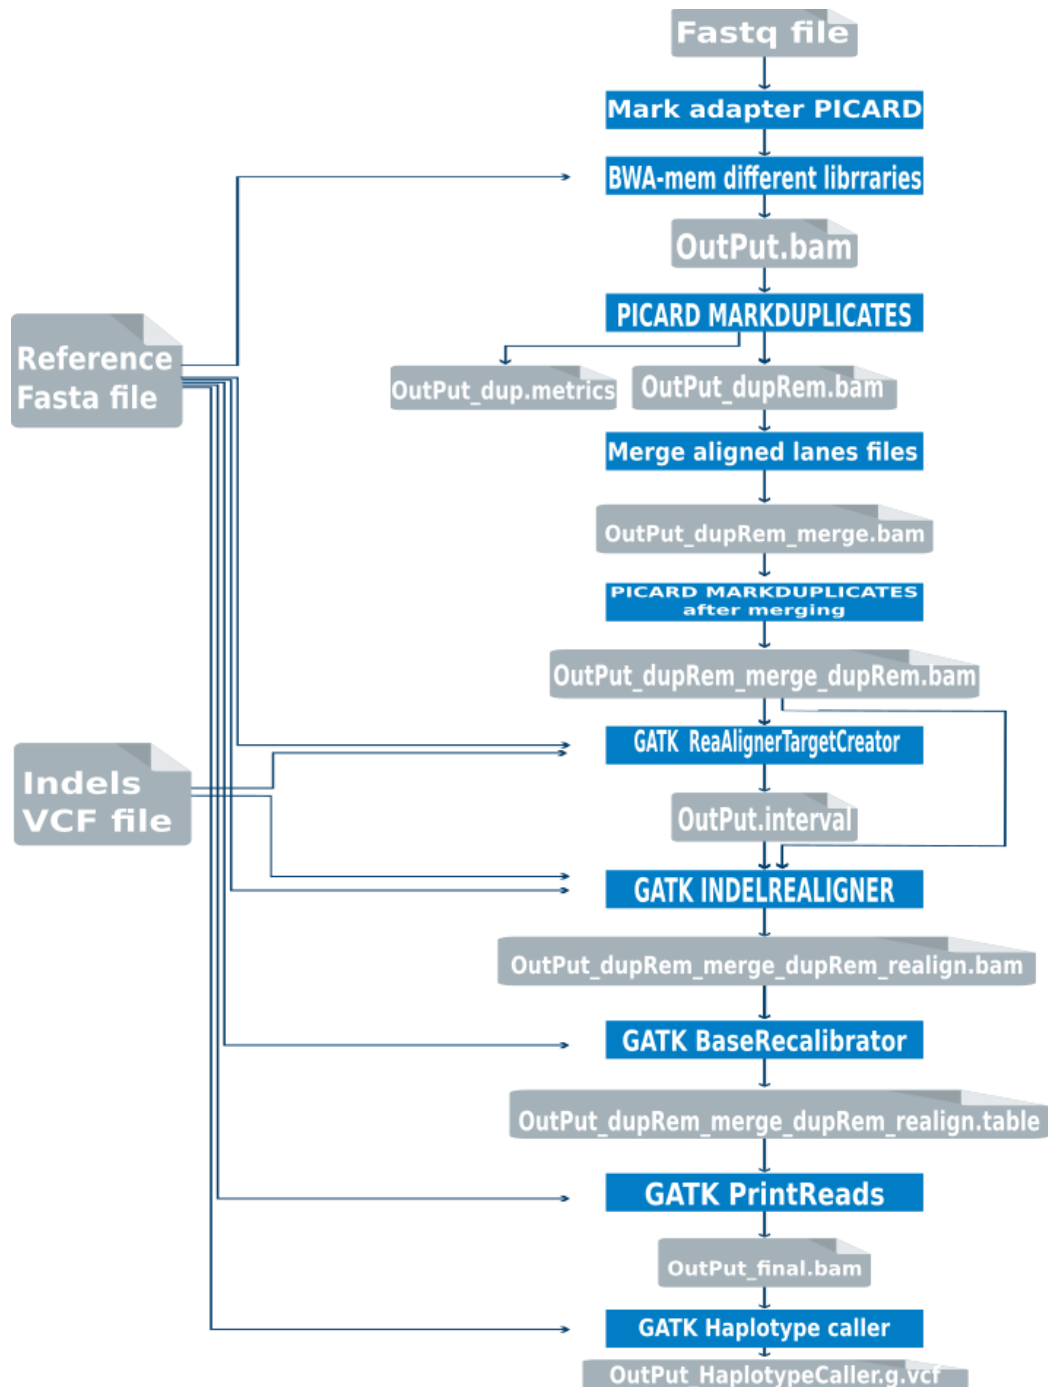 Fastq file
Mark adapter PICARD
BWA-mem different librraries
OutPut.bam
PICARD MARKDUPLICATES
Reference
Fasta file
OutPut_dup.metrics
OutPut_dupRem.bam
Merge aligned lanes files
OutPut_dupRem_merge.bam
PICARD MARKDUPLICATES
after merging
OutPut_dupRem_merge_dupRem.bam
GATK ReaAlignerTargetCreator
Indels
VCF file
OutPut.interval
GATK INDELREALIGNER
OutPut_dupRem_merge_dupRem_realign.bam
GATK BaseRecalibrator
OutPut_dupRem_merge_dupRem_realign.table
GATK PrintReads
OutPut_final.bam
GATK Haplotype caller
OutPut_HaplotypeCaller.g.vcf